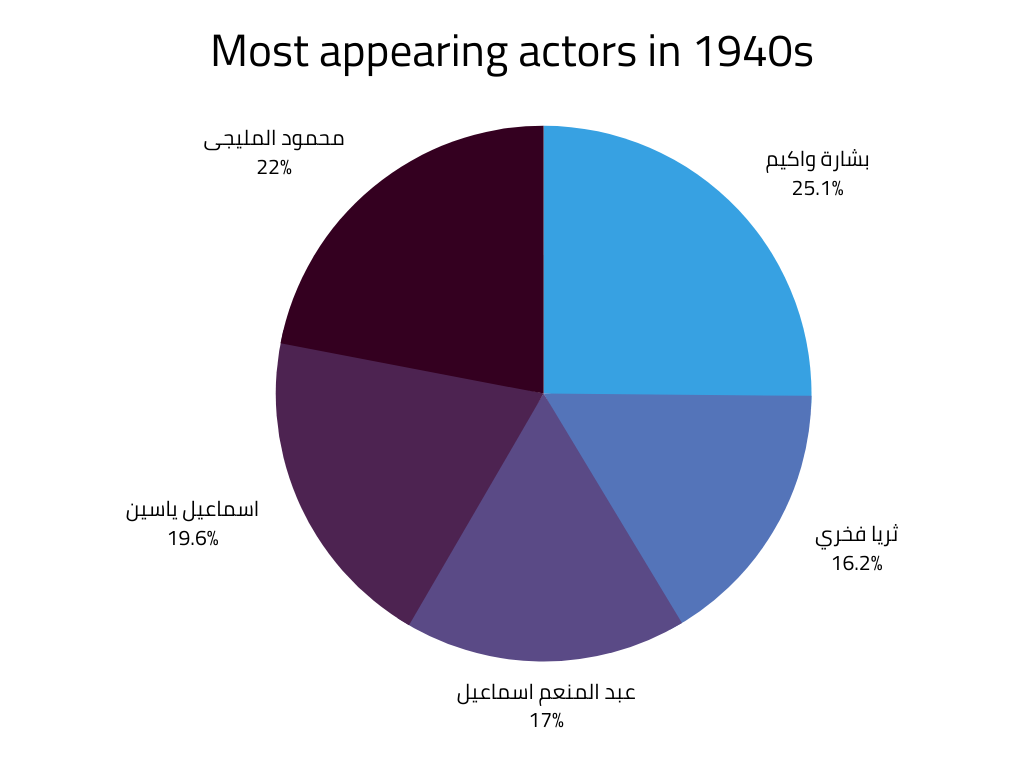 Most appearing actors in 1940s
محمود المليجى
22%
بشارة واكيم
25.1%
اسماعيل ياسين
19.6%
ثريا فخري
16.2%
عبد المنعم اسماعيل
17%